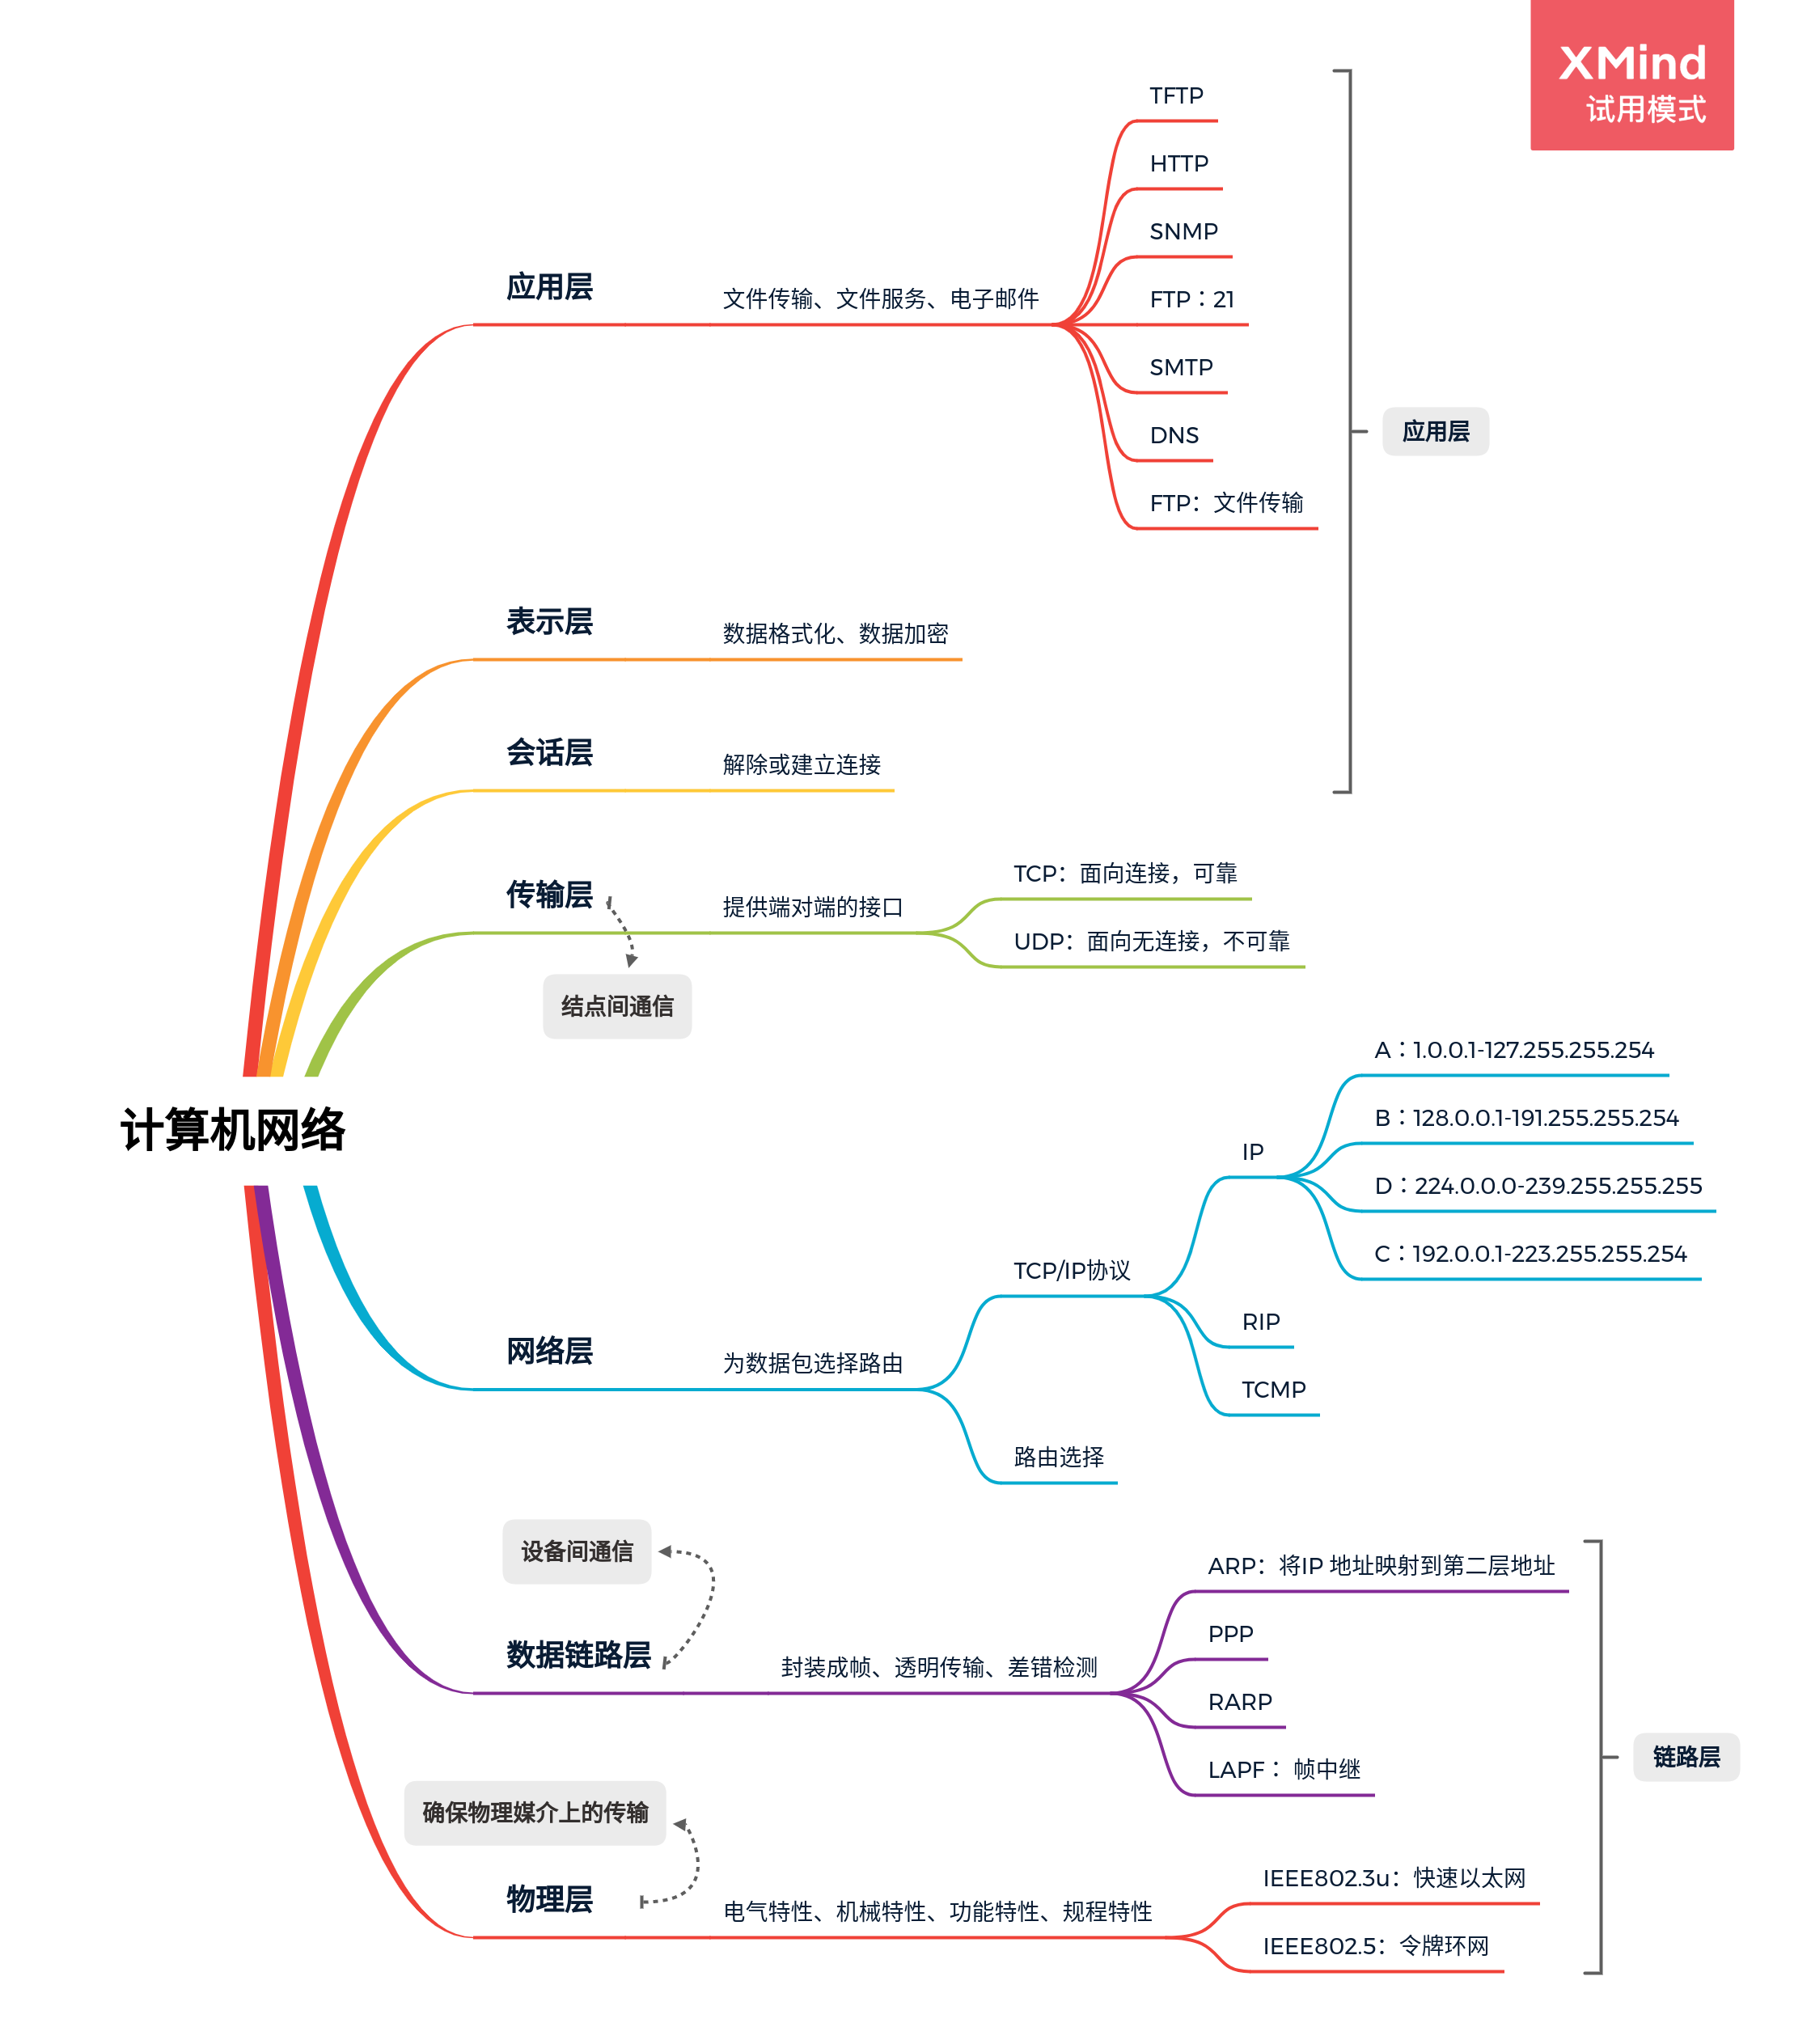 XMind
试用模式
TFTP
HTTP
SNMP
应用层
文件传输、文件服务、电子邮件
FTP：21
SMTP
DNS
应用层
FTP：文件传输
表示层
数据格式化、数据加密
会话层
解除或建立连接
传输层
提供端对端的接口
TCP：面向连接，可靠
UDP：面向无连接，不可靠
结点间通信
计算机网络
A：1.0.0.1-127.255.255.254
B：128.0.0.1-191.255.255.254
IP
D：224.0.0.0-239.255.255.255
C：192.0.0.1-223.255.255.254
TCP/IP协议
RIP
TCMP
网络层
为数据包选择路由
路由选择
设备间通信
数据链路层
封装成帧、透明传输、差错检测
ARP：将IP 地址映射到第二层地址
PPP
RARP
LAPF： 帧中继
链路层
确保物理媒介上的传输
物理层
电气特性、机械特性、功能特性、规程特性
IEEE802.3u：快速以太网
IEEE802.5：令牌环网